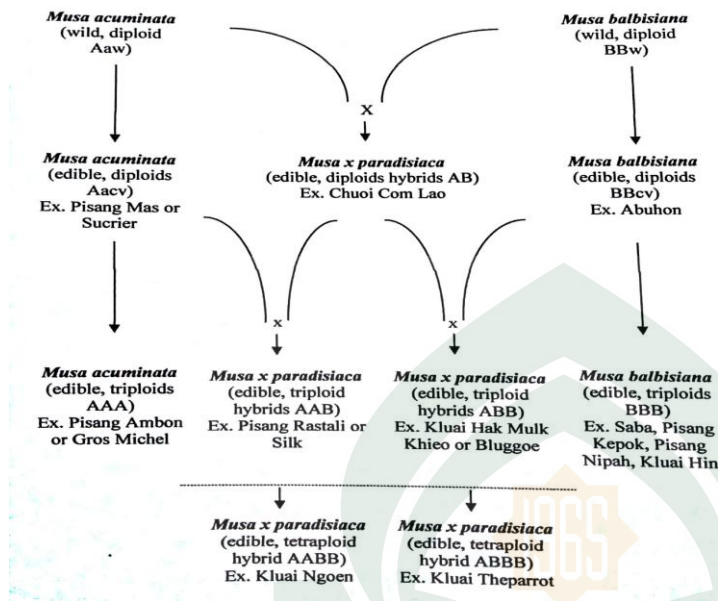 Musa acuminata
(wild, diploid
Aaw)
Musa balbisiana
(wild, diploid
BBw)
x
Musa acuminata
(edible, diploids
Aacv)
Ex. Pisang Mas or
Sucrier
Musa x paradisiaca
(edible, diploids hybrids AB)
Ex. Chuoi Com Lao
Musa balbisiana
(edible, diploids
BBcv)
Ex. Abuhon
x
x
Musa acuminata
(edible, triploids
AAA)
Ex. Pisang Ambon
or Gros Michel
Musa x paradisiaca
(edible, triploid
hybrids AAB)
Ex. Pisang Rastali or
Silk
Musa x paradisiaca
(edible, triploid
hybrids ABB)
Ex. Kluai Hak Mulk
Khieo or Bluggoe
Musa balbisiana
(edible, triploids
BBB)
Ex. Saba, Pisang
Kepok, Pisang
Nipah, Kluai Hin
Musa x paradisiaca
(edible, tetraploid
hybrid AABB)
Ex. Kluai Ngoen
Musa x paradisiaca
(edible, tetraploid
hybrid ABBB)
Ex. Kluai Theparrot
1965